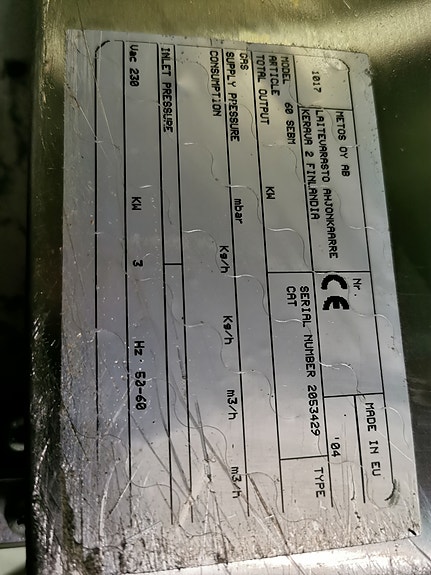 METOS OY AB
1017 LAITEVARASTO AHJONKAARRE
KERAVA 2 FINLANDIA
Nr.
CE
MADE IN EU
'04
MODEL 60 SEBM
SERIAL NUMBER 2053429
TYPE
ARTICLE
CAT
TOTAL OUTPUT KW
GAS
SUPPLY PRESSURE mbar
CONSUMPTION Kg/h Kg/h m3/h - m3/h
INLET PRESSURE
Vac 230 KW 3 Hz 50-60